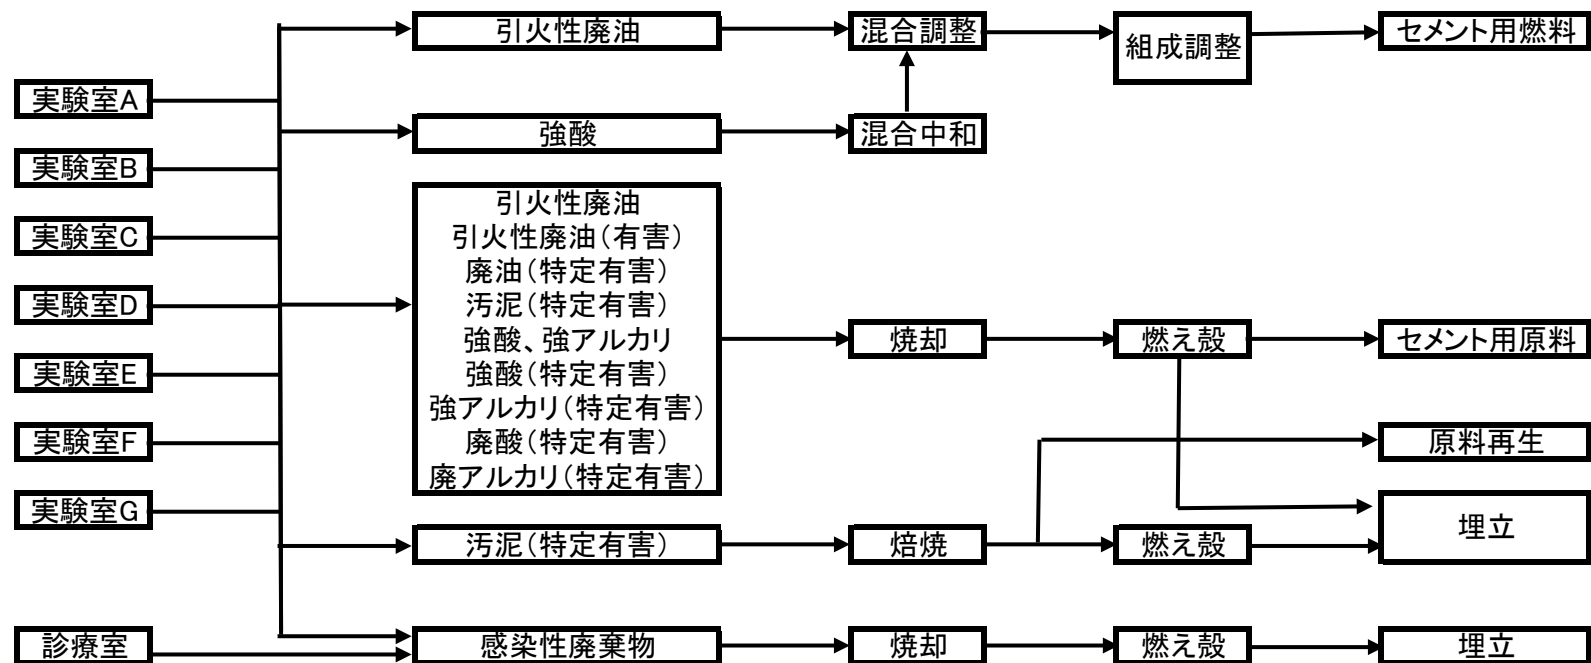 引火性廃油
混合調整
組成調整
セメント用燃料
実験室A
強酸
混合中和
実験室B
実験室C
実験室D
実験室E
実験室F
実験室G
引火性廃油
引火性廃油(有害)
廃油(特定有害)
汚泥(特定有害)
強酸、強アルカリ
強酸(特定有害)
強アルカリ(特定有害)
廃酸(特定有害)
廃アルカリ(特定有害)
焼却
燃え殻
セメント用原料
原料再生
埋立
汚泥(特定有害)
焙焼
燃え殻
診療室
感染性廃棄物
焼却
燃え殻
埋立